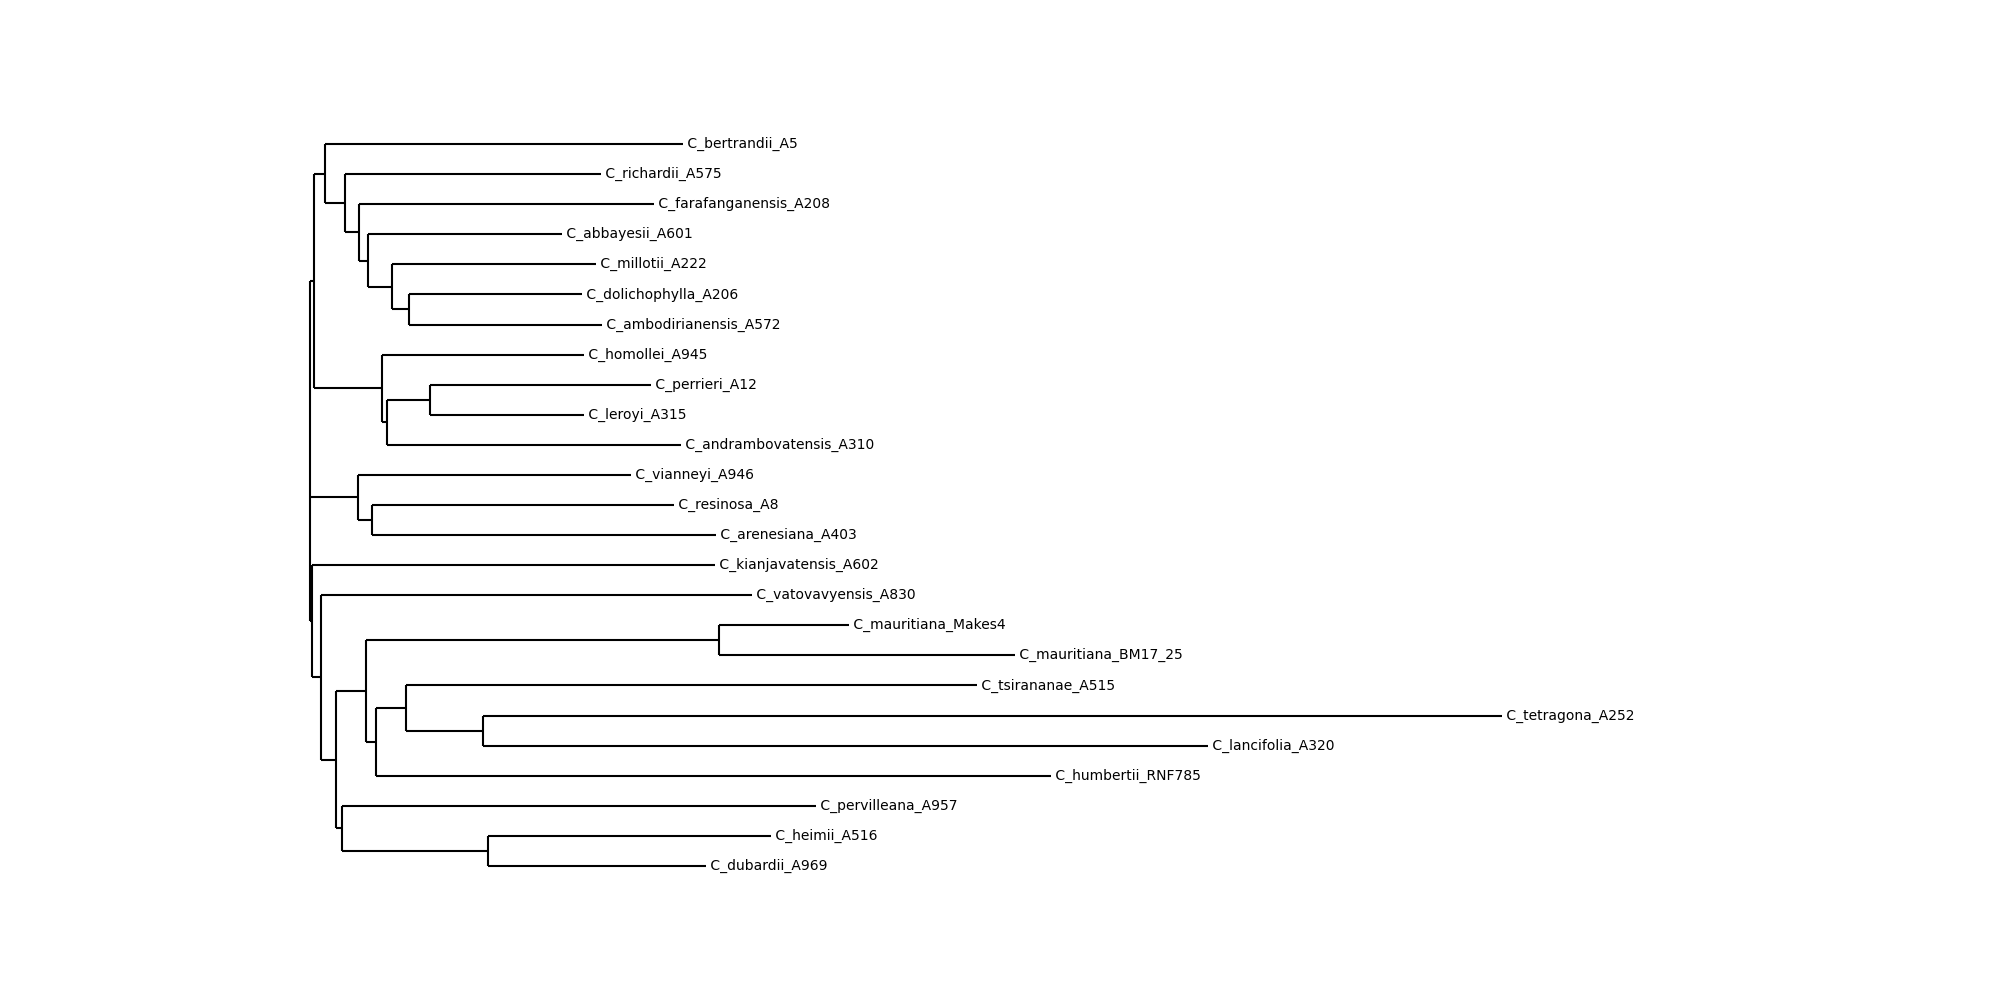 C_bertrandii_A5
C_richardii_A575
C_farafanganensis_A208
C_abbayesii_A601
C_millotii_A222
C_dolichophylla_A206
C_ambodirianensis_A572
C_homollei_A945
C_perrieri_A12
C_leroyi_A315
C_andrambovatensis_A310
C_vianneyi_A946
C_resinosa_A8
C_arenesiana_A403
C_kianjavatensis_A602
C_vatovavyensis_A830
C_mauritiana_Makes4
C_mauritiana_BM17_25
C_tsirananae_A515
C_tetragona_A252
C_lancifolia_A320
C_humbertii_RNF785
C_pervilleana_A957
C_heimii_A516
C_dubardii_A969